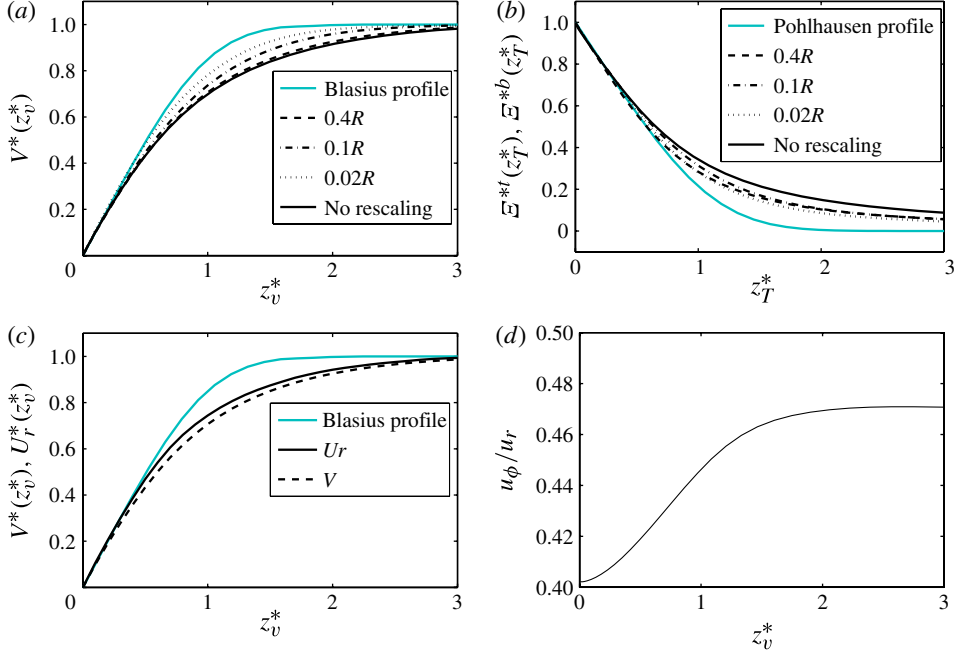 (a)
1.0
0.8
0.6
0.4
0.2
0
1
2
3
V*(z*v)
z*v
Blasius profile
0.4R
0.1R
0.02R
No rescaling
(b)
1.0
0.8
0.6
0.4
0.2
0
0
1
2
3
Ξ*t(z*T), Ξ*b(z*T)
z*T
Pohlhausen profile
0.4R
0.1R
0.02R
No rescaling
(c)
1.0
0.8
0.6
0.4
0.2
0
1
2
3
V*(z*v), U*r(z*v)
z*v
Blasius profile
Ur
V
(d)
0.50
0.48
0.46
0.44
0.42
0.40
0
1
2
3
uϕ/ur
z*v